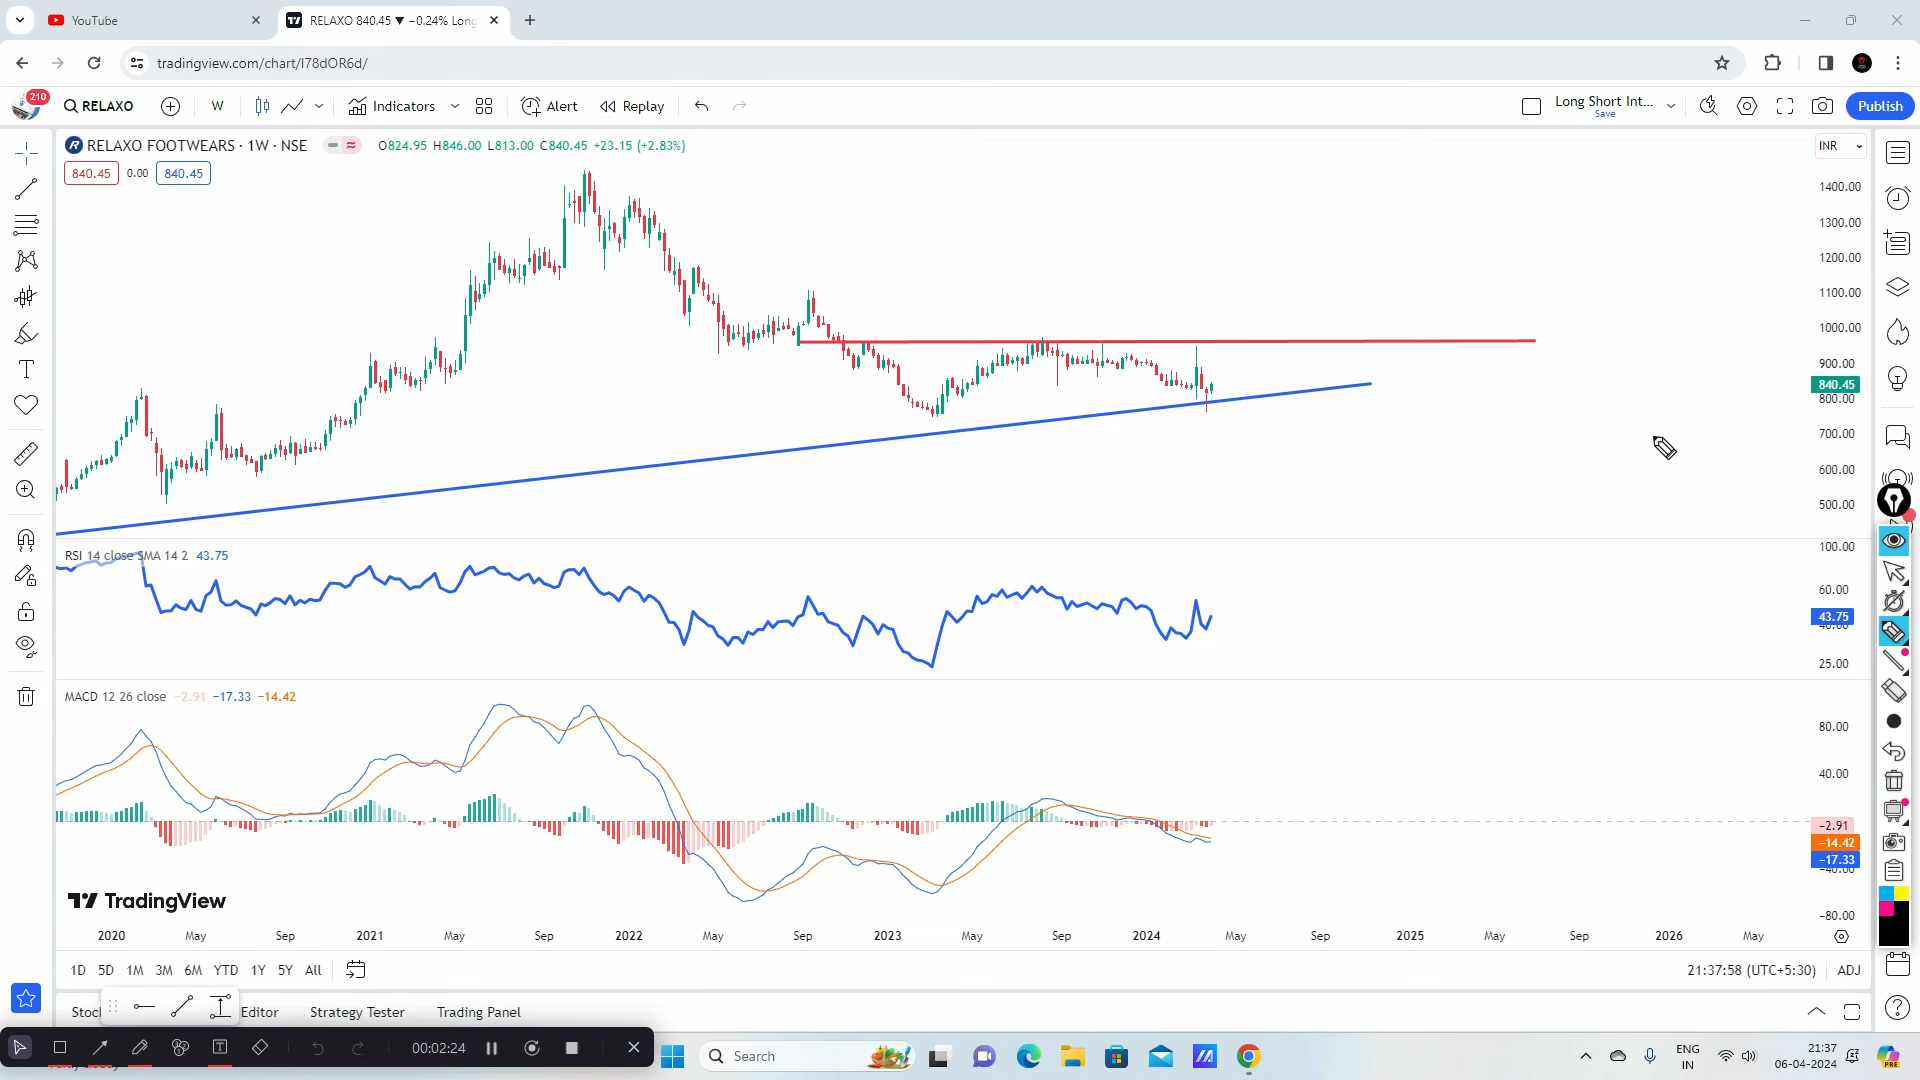 YouTube
RELAXO 840.45 ▼ −0.24% Long
tradingview.com/chart/I78dOR6d/
210
RELAXO
W
Indicators
Alert
Replay
Long Short Int...
Save
Publish
RELAXO FOOTWEARS · 1W · NSE
O824.95 H846.00 L813.00 C840.45 +23.15 (+2.83%)
INR
840.45 0.00 840.45
1400.00
1300.00
1200.00
1100.00
1000.00
900.00
840.45
800.00
700.00
600.00
500.00
RSI 14 close SMA 14 2 43.75
100.00
60.00
43.75
40.00
25.00
MACD 12 26 close −2.91 −17.33 −14.42
80.00
40.00
−2.91
−14.42
−17.33
−40.00
−80.00
TradingView
2020 May Sep 2021 May Sep 2022 May Sep 2023 May Sep 2024 May Sep 2025 May Sep 2026 May
1D 5D 1M 3M 6M YTD 1Y 5Y All
21:37:58 (UTC+5:30) ADJ
Editor
Strategy Tester
Trading Panel
00:02:24
Search
ENG
IN
21:37
06-04-2024
PRE